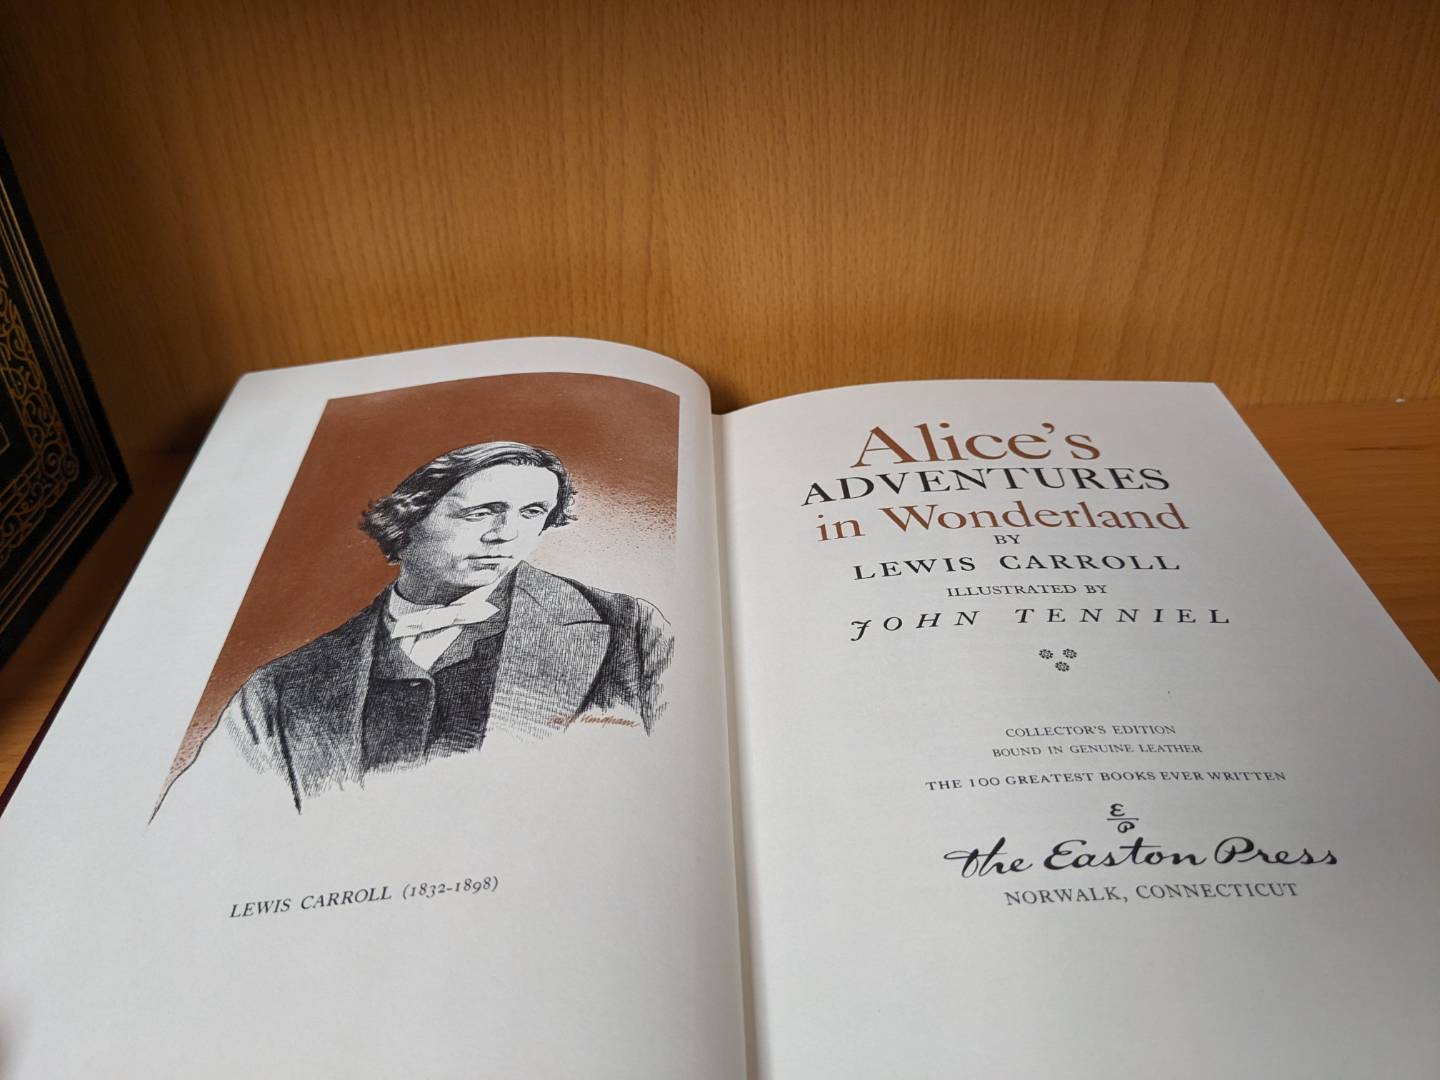 LEWIS CARROLL (1832-1898)
Alice's
ADVENTURES
in Wonderland
BY
LEWIS CARROLL
ILLUSTRATED BY
JOHN TENNIEL
COLLECTOR'S EDITION
BOUND IN GENUINE LEATHER
THE 100 GREATEST BOOKS EVER WRITTEN
EP
The Easton Press
NORWALK, CONNECTICUT